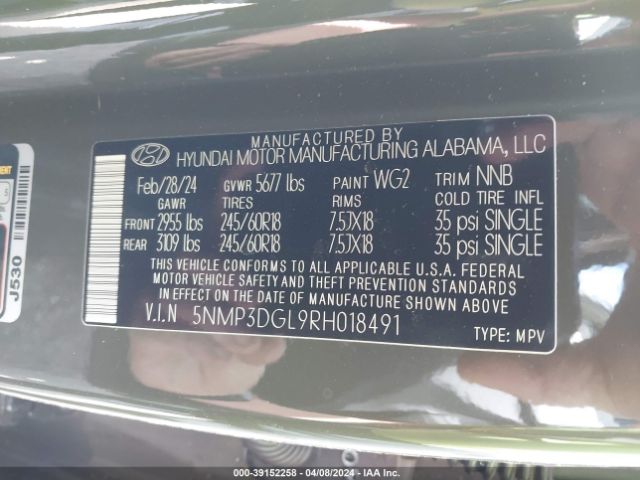 MANUFACTURED BY
HYUNDAI MOTOR MANUFACTURING ALABAMA, LLC
Feb/28/24 GVWR 5677 lbs PAINT WG2 TRIM NNB
GAWR TIRES RIMS COLD TIRE INFL
FRONT 2955 lbs 245/60R18 7.5JX18 35 psi SINGLE
REAR 3109 lbs 245/60R18 7.5JX18 35 psi SINGLE
THIS VEHICLE CONFORMS TO ALL APPLICABLE U.S.A. FEDERAL
MOTOR VEHICLE SAFETY AND THEFT PREVENTION STANDARDS
IN EFFECT ON THE DATE OF MANUFACTURE SHOWN ABOVE.
V.I.N 5NMP3DGL9RH018491
TYPE: MPV
J530
000-39152258 - 04/08/2024 - IAA Inc.